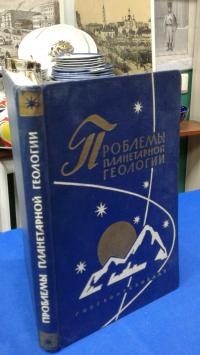 ПРОБЛЕМЫ
ПЛАНЕТАРНОЙ
ГЕОЛОГИИ
ПРОБЛЕМЫ ПЛАНЕТАРНОЙ ГЕОЛОГИИ